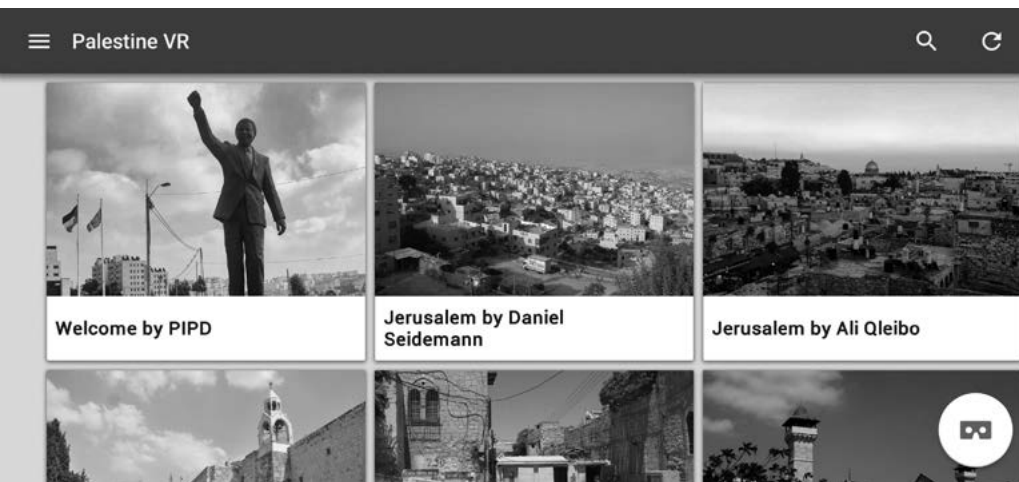 Palestine VR
Welcome by PIPD
Jerusalem by Daniel
Seidemann
Jerusalem by Ali Qleibo